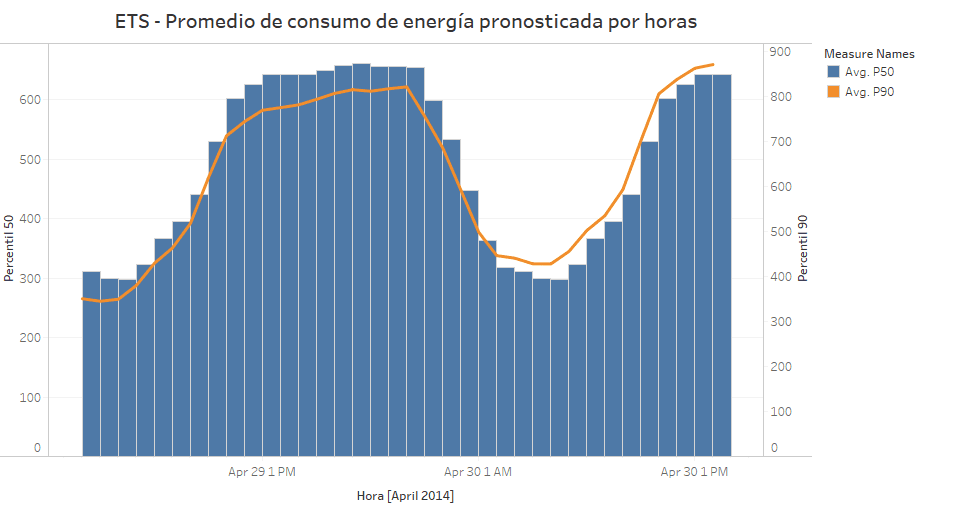 ETS - Promedio de consumo de energía pronosticada por horas
Measure Names
Avg. P50
Avg. P90
Percentil 50
600
500
400
300
200
100
0
900
800
700
600
500
400
300
200
100
0
Percentil 90
Apr 29 1 PM
Apr 30 1 AM
Apr 30 1 PM
Hora [April 2014]